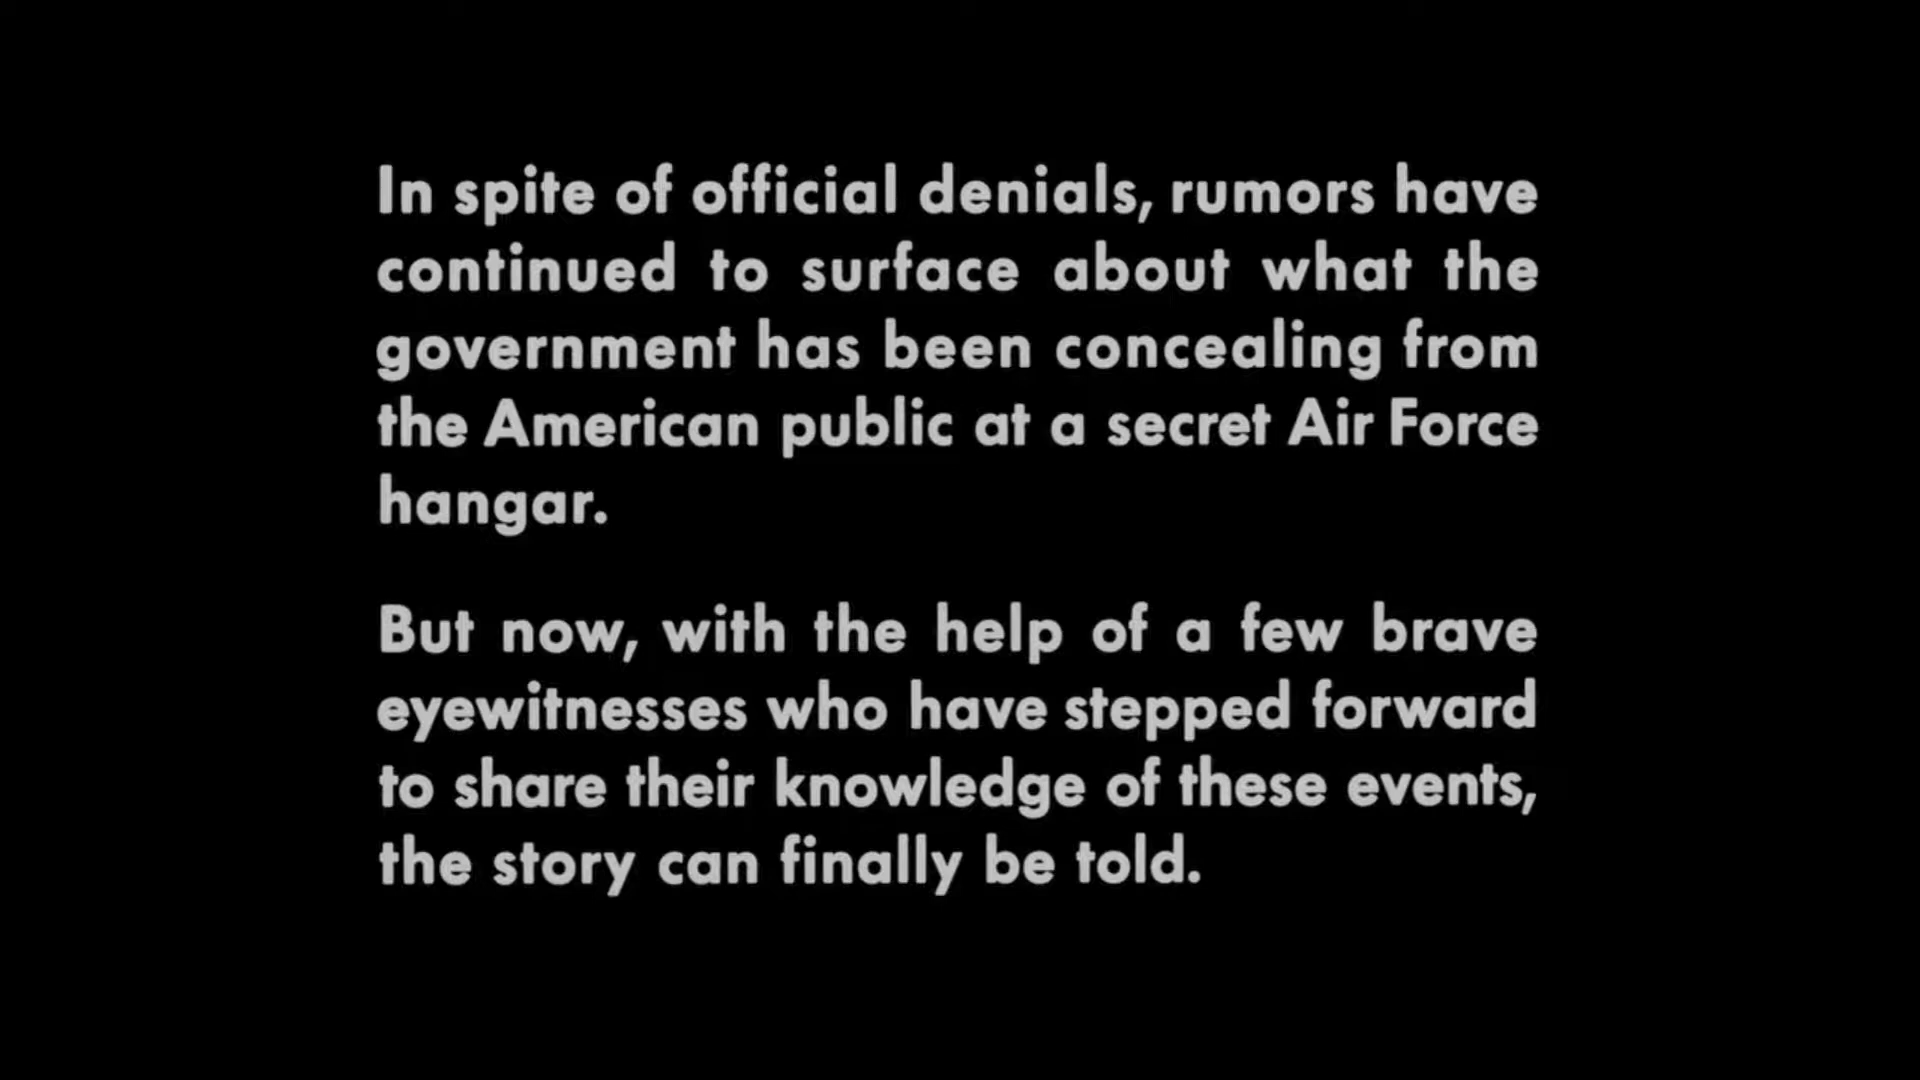 In spite of official denials, rumors have
continued to surface about what the
government has been concealing from
the American public at a secret Air Force
hangar.
But now, with the help of a few brave
eyewitnesses who have stepped forward
to share their knowledge of these events,
the story can finally be told.